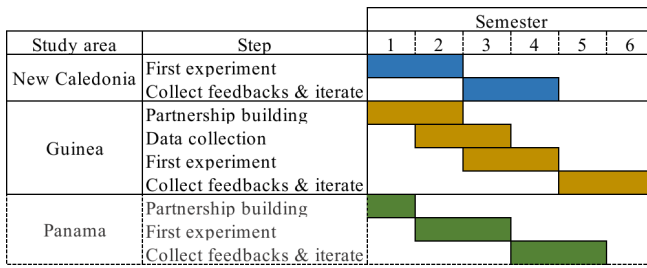 Semester
Study area Step 1 2 3 4 5 6
New Caledonia First experiment
Collect feedbacks & iterate
Guinea Partnership building
Data collection
First experiment
Collect feedbacks & iterate
Panama Partnership building
First experiment
Collect feedbacks & iterate